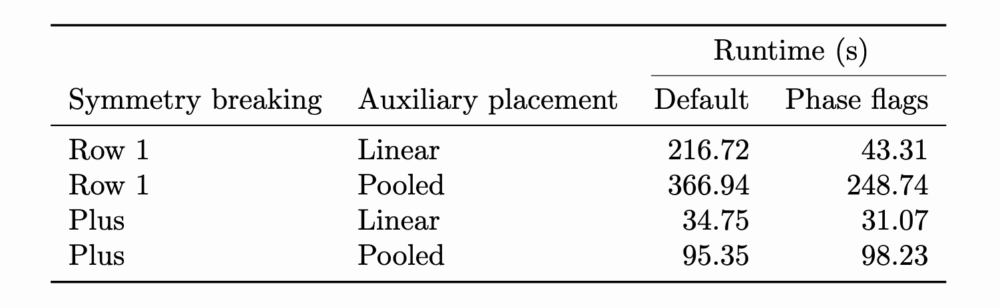 Runtime (s)
Symmetry breaking Auxiliary placement Default Phase flags
Row 1 Linear 216.72 43.31
Row 1 Pooled 366.94 248.74
Plus Linear 34.75 31.07
Plus Pooled 95.35 98.23